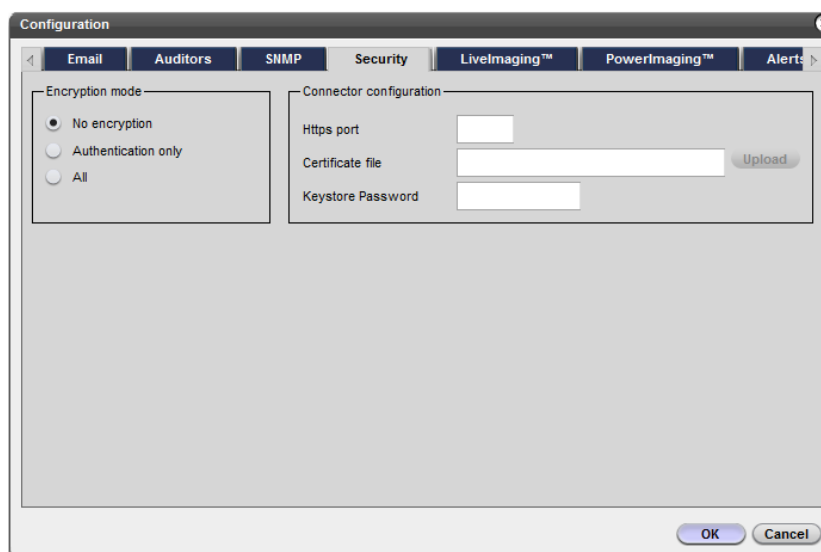 Configuration
Email Auditors SNMP Security LiveImaging™ PowerImaging™ Alerts
Encryption mode
No encryption
Authentication only
All
Connector configuration
Https port
Certificate file Upload
Keystore Password
OK Cancel